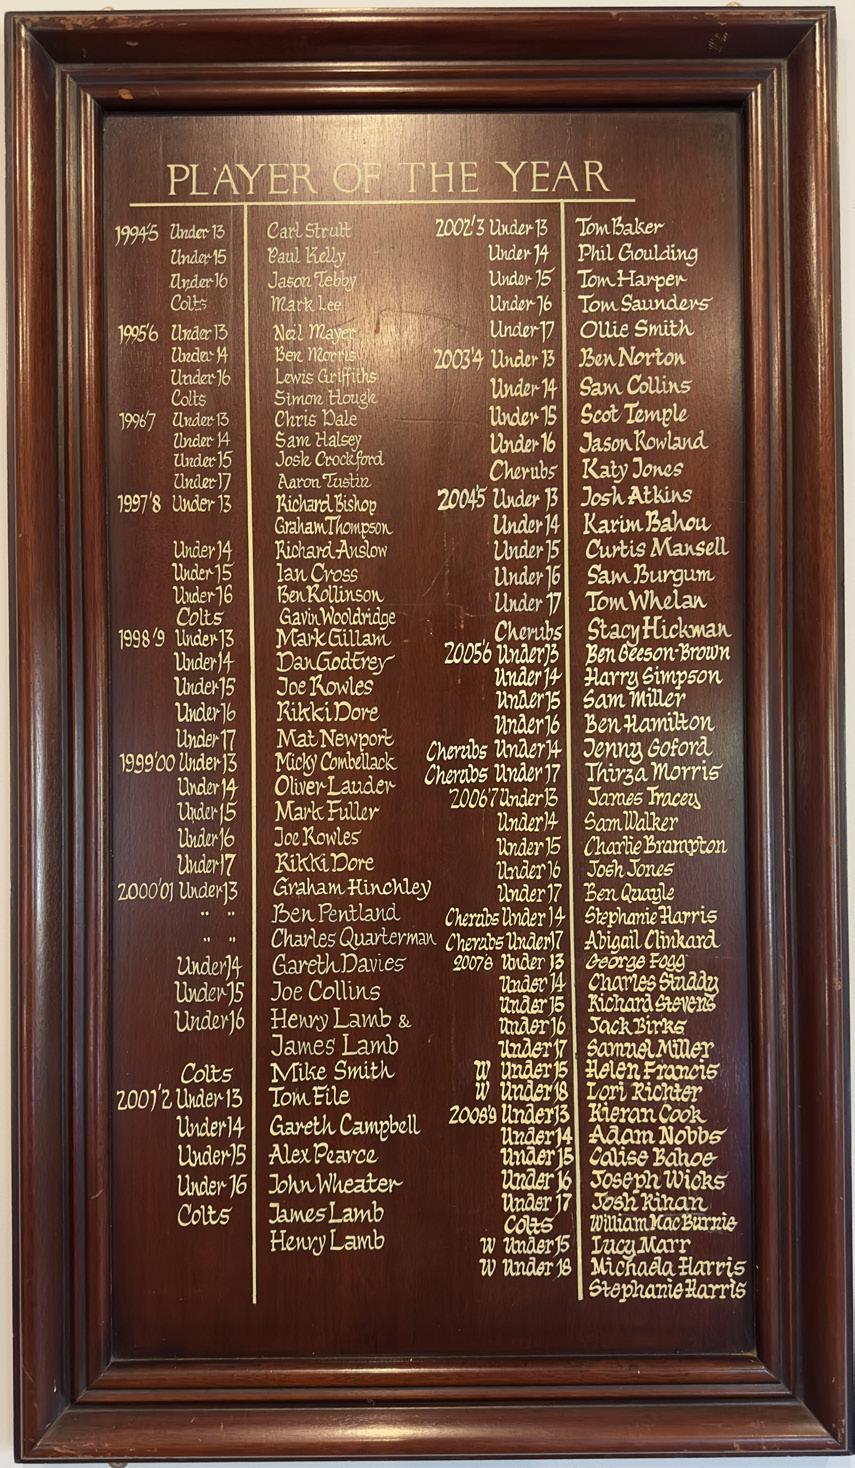 PLAYER OF THE YEAR
1994'5 Under 13 Carl Strutt
Under 15 Paul Kelly
Under 16 Jason Tebby
Colts Mark Lee
1995'6 Under 13 Neil Mayer
Under 14 Ben Morris
Under 16 Lewis Griffiths
Colts Simon Hough
1996'7 Under 13 Chris Dale
Under 14 Sam Halsey
Under 15 Josh Crockford
Under 17 Aaron Tustin
1997'8 Under 13 Richard Bishop
Graham Thompson
Under 14 Richard Anslow
Under 15 Ian Cross
Under 16 Ben Rollinson
Colts Gavin Wooldridge
1998'9 Under 13 Mark Gillam
Under 14 Dan Godfrey
Under 15 Joe Rowles
Under 16 Rikki Dore
Under 17 Mat Newport
1999'00 Under 13 Micky Combellack
Under 14 Oliver Lauder
Under 15 Mark Fuller
Under 16 Joe Rowles
Under 17 Rikki Dore
2000'01 Under 13 Graham Hinchley
" " Ben Pentland
" " Charles Quarterman
Under 14 Gareth Davies
Under 15 Joe Collins
Under 16 Henry Lamb &
James Lamb
Colts Mike Smith
2001'2 Under 13 Tom File
Under 14 Gareth Campbell
Under 15 Alex Pearce
Under 16 John Wheater
Colts James Lamb
Henry Lamb
2002'3 Under 13 Tom Baker
Under 14 Phil Goulding
Under 15 Tom Harper
Under 16 Tom Saunders
Under 17 Ollie Smith
2003'4 Under 13 Ben Norton
Under 14 Sam Collins
Under 15 Scot Temple
Under 16 Jason Rowland
Cherubs Katy Jones
2004'5 Under 13 Josh Atkins
Under 14 Karim Bahou
Under 15 Curtis Mansell
Under 16 Sam Burgum
Under 17 Tom Whelan
Cherubs Stacy Hickman
2005'6 Under 13 Ben Beeson-Brown
Under 14 Harry Simpson
Under 15 Sam Miller
Under 16 Ben Hamilton
Cherubs Under 14 Jenny Goford
Cherubs Under 17 Thirza Morris
2006'7 Under 13 James Tracey
Under 14 Sam Walker
Under 15 Charlie Brampton
Under 16 Josh Jones
Under 17 Ben Quayle
Cherubs Under 14 Stephanie Harris
Cherubs Under 17 Abigail Clinkard
2007'8 Under 13 George Fogg
Under 14 Charles Studdy
Under 15 Richard Stevens
Under 16 Jack Birks
Under 17 Samuel Miller
W Under 15 Helen Francis
W Under 18 Lori Richter
2008'9 Under 13 Kieran Cook
Under 14 Adam Nobbs
Under 15 Calise Bahoe
Under 16 Joseph Wicks
Under 17 Josh Kihan
Colts William MacBurnie
W Under 15 Lucy Marr
W Under 18 Michaela Harris
Stephanie Harris